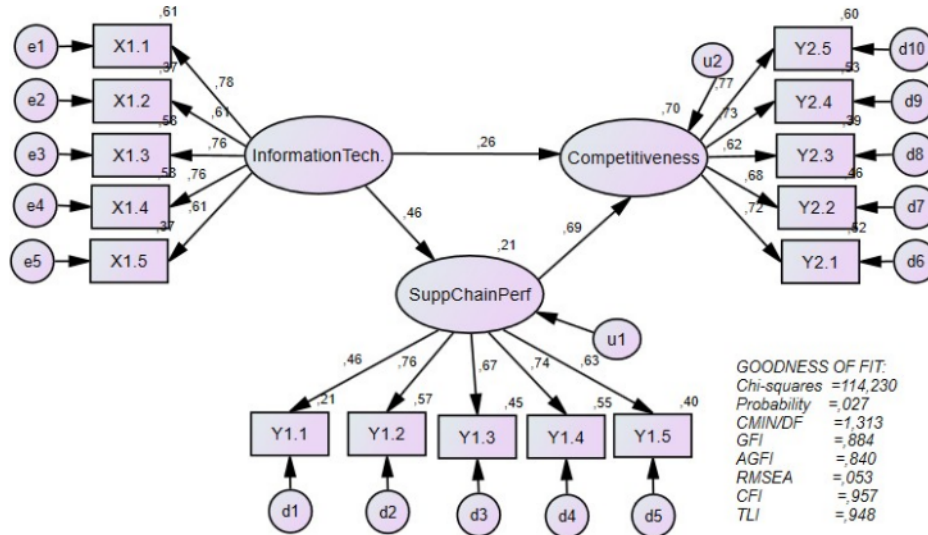 ,61
e1
X1.1
,37
e2
X1.2
,58
e3
X1.3
,58
e4
X1.4
,37
e5
X1.5
,78
,61
,76
,76
,61
InformationTech.
,26
,46
,70
Competitiveness
u2
,69
,21
SuppChainPerf
u1
,77
,73
,62
,68
,72
,60
Y2.5
d10
,53
Y2.4
d9
,39
Y2.3
d8
,46
Y2.2
d7
,52
Y2.1
d6
,46
,76
,67
,74
,63
,21
,57
,45
,55
,40
Y1.1
Y1.2
Y1.3
Y1.4
Y1.5
d1
d2
d3
d4
d5
GOODNESS OF FIT:
Chi-squares =114,230
Probability =,027
CMIN/DF =1,313
GFI =,884
AGFI =,840
RMSEA =,053
CFI =,957
TLI =,948